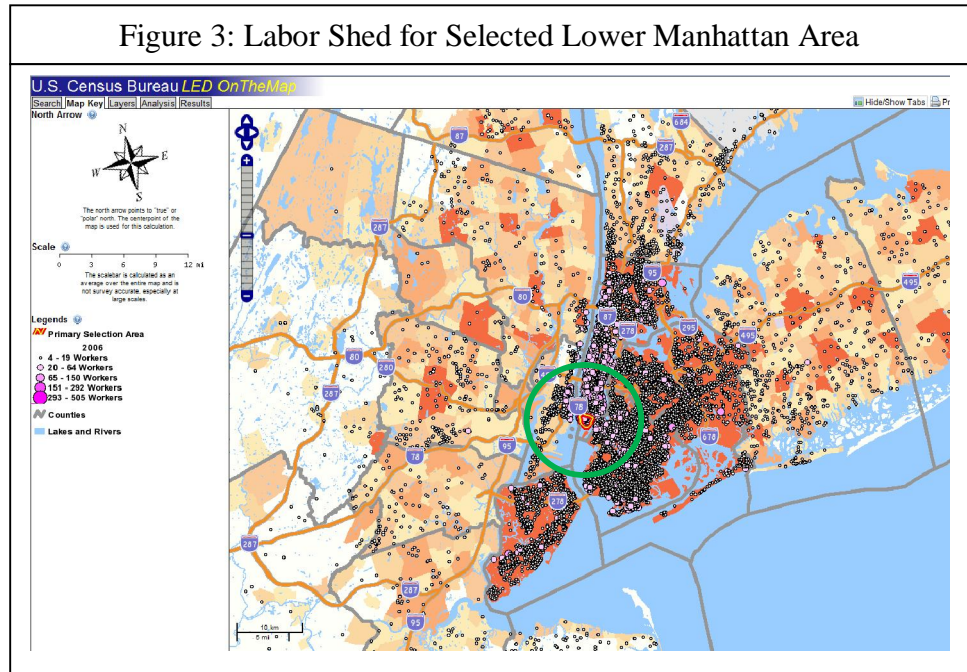 Figure 3: Labor Shed for Selected Lower Manhattan Area
U.S. Census Bureau LED OnTheMap
Search Map Key Layers Analysis Results
Hide/Show Tabs
North Arrow
N
W E
S
The north arrow points to "true" or
"polar" north. The centerpoint of the
map is used for this calculation.
Scale
0 3 6 9 12 mi
The scalebar is calculated as an
average over the entire map and is
not survey accurate, especially at
large scales.
Legends
Primary Selection Area
2006
4 - 19 Workers
20 - 64 Workers
65 - 150 Workers
151 - 292 Workers
293 - 505 Workers
Counties
Lakes and Rivers
684
87
287
287
95
495
80
87
278
295
495
80
280
287
78
678
95
78
278
287
287
95
10 km
5 mi